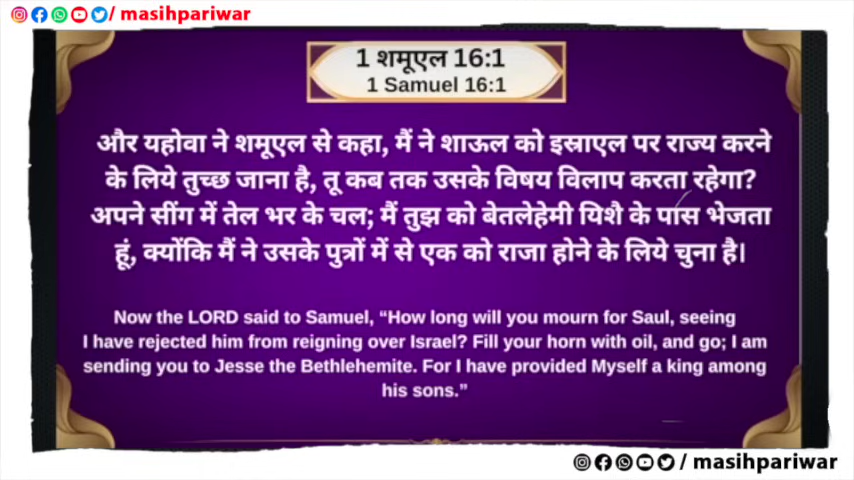 / masihpariwar
1 शमूएल 16:1
1 Samuel 16:1
और यहोवा ने शमूएल से कहा, मैं ने शाऊल को इस्राएल पर राज्य करने
के लिये तुच्छ जाना है, तू कब तक उसके विषय विलाप करता रहेगा?
अपने सींग में तेल भर के चल; मैं तुझ को बेतलेहेमी यिशै के पास भेजता
हूं, क्योंकि मैं ने उसके पुत्रों में से एक को राजा होने के लिये चुना है।
Now the LORD said to Samuel, “How long will you mourn for Saul, seeing
I have rejected him from reigning over Israel? Fill your horn with oil, and go; I am
sending you to Jesse the Bethlehemite. For I have provided Myself a king among
his sons.”
/ masihpariwar